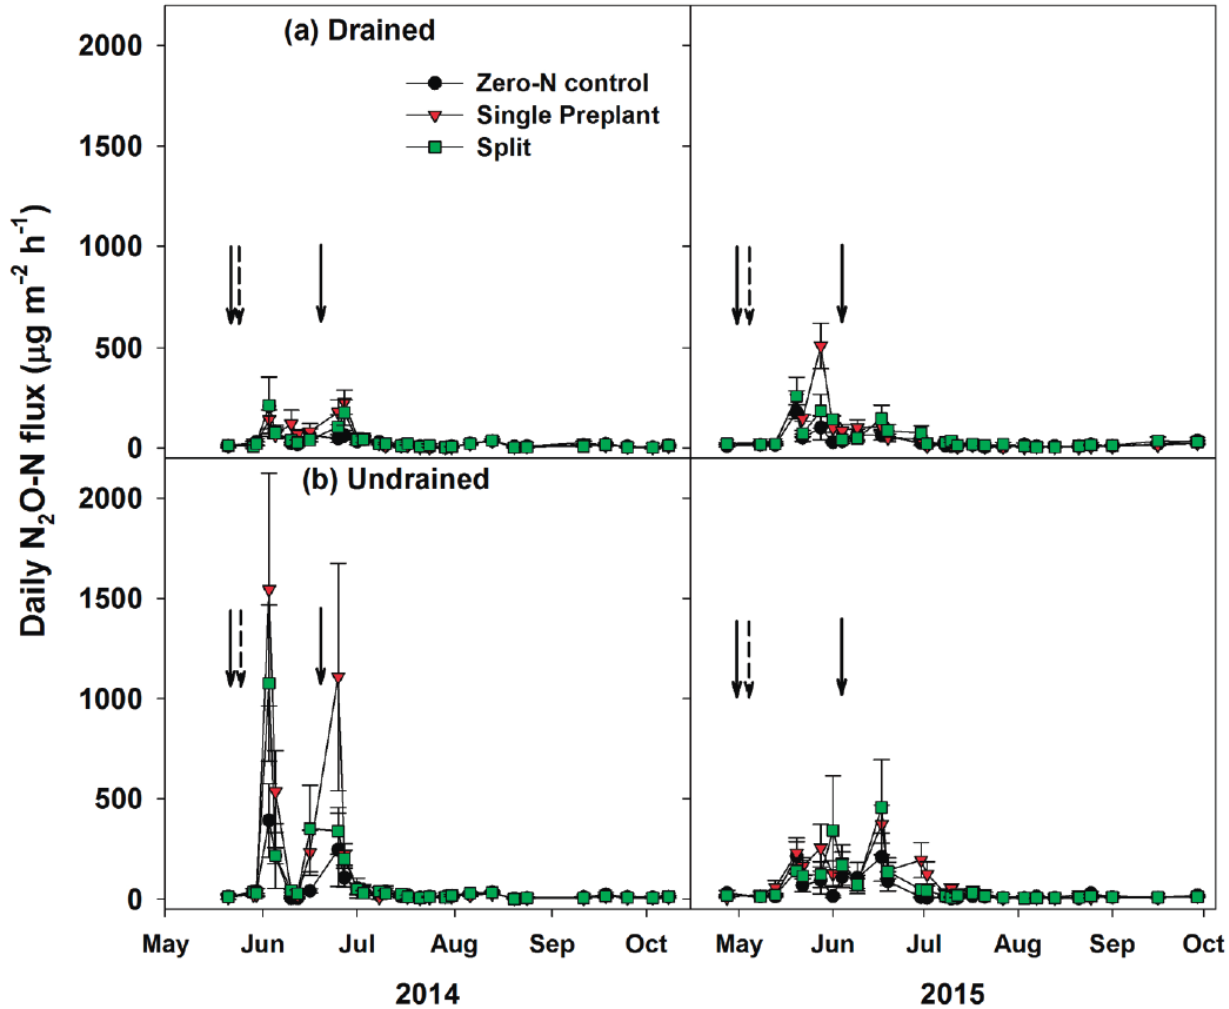 (a) Drained
Zero-N control
Single Preplant
Split
2000
1500
1000
500
0
(b) Undrained
2000
1500
1000
500
0
Daily N₂O-N flux (µg m⁻² h⁻¹)
May Jun Jul Aug Sep Oct May Jun Jul Aug Sep Oct
2014 2015